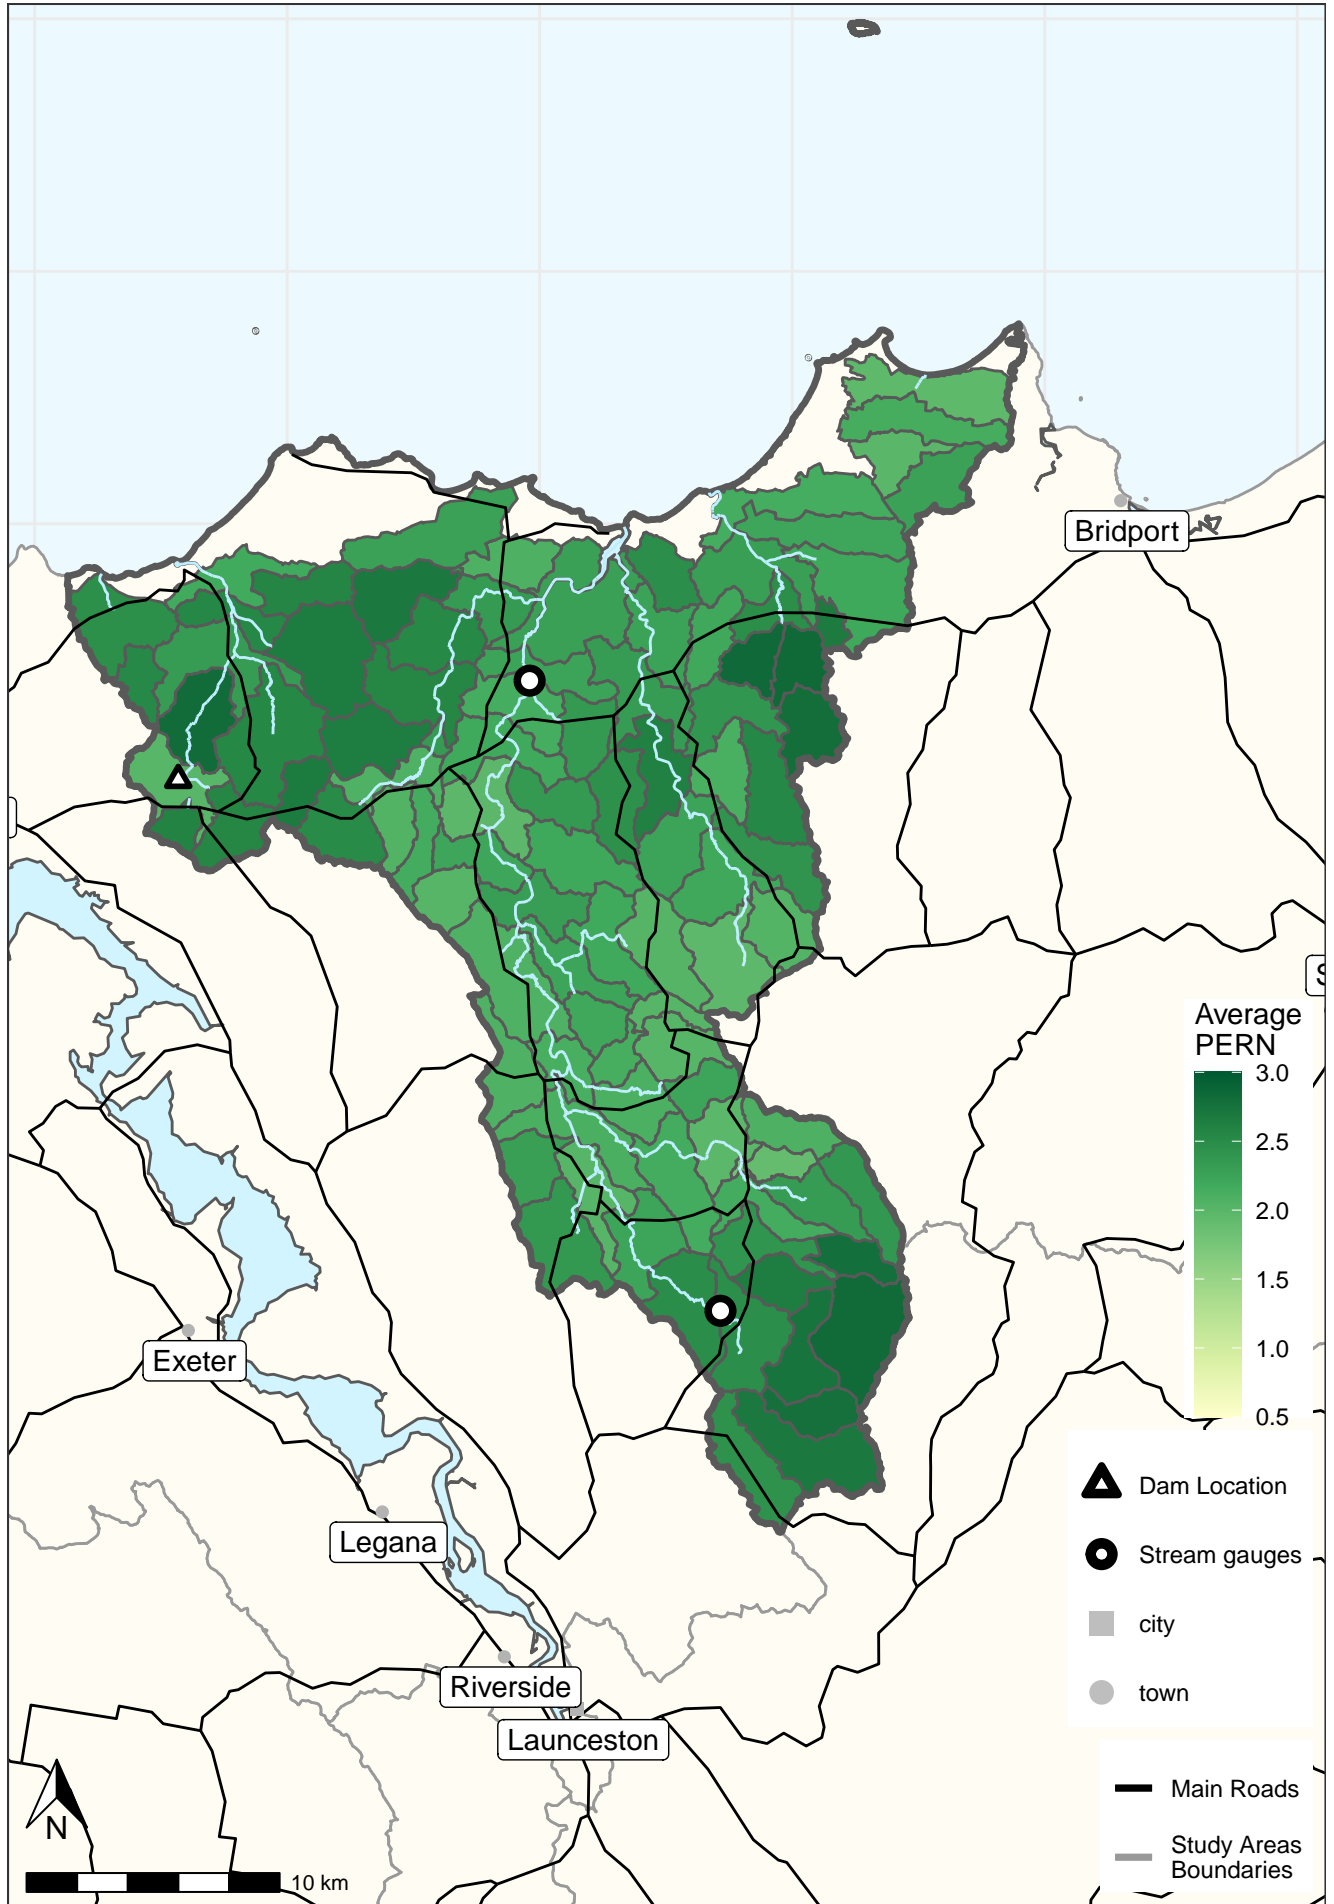 Bridport
S
Average
PERN
3.0
2.5
2.0
1.5
1.0
0.5
Exeter
Dam Location
Legana
Stream gauges
city
Riverside
town
Launceston
Main Roads
N
Study Areas
Boundaries
10 km